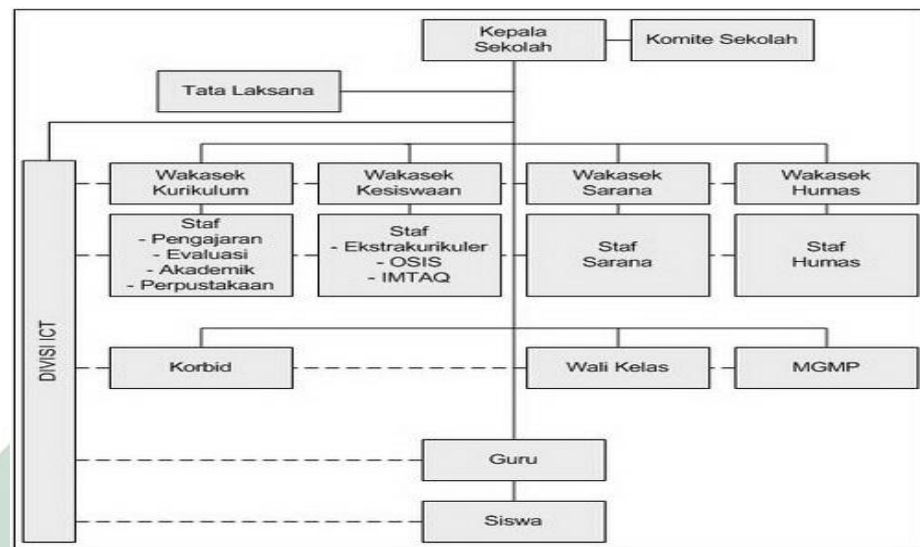 Kepala
Sekolah
Komite Sekolah
Tata Laksana
DIVISI ICT
Wakasek
Kurikulum
Wakasek
Kesiswaan
Wakasek
Sarana
Wakasek
Humas
Staf
- Pengajaran
- Evaluasi
- Akademik
- Perpustakaan
Staf
- Ekstrakurikuler
- OSIS
- IMTAQ
Staf
Sarana
Staf
Humas
Korbid
Wali Kelas
MGMP
Guru
Siswa